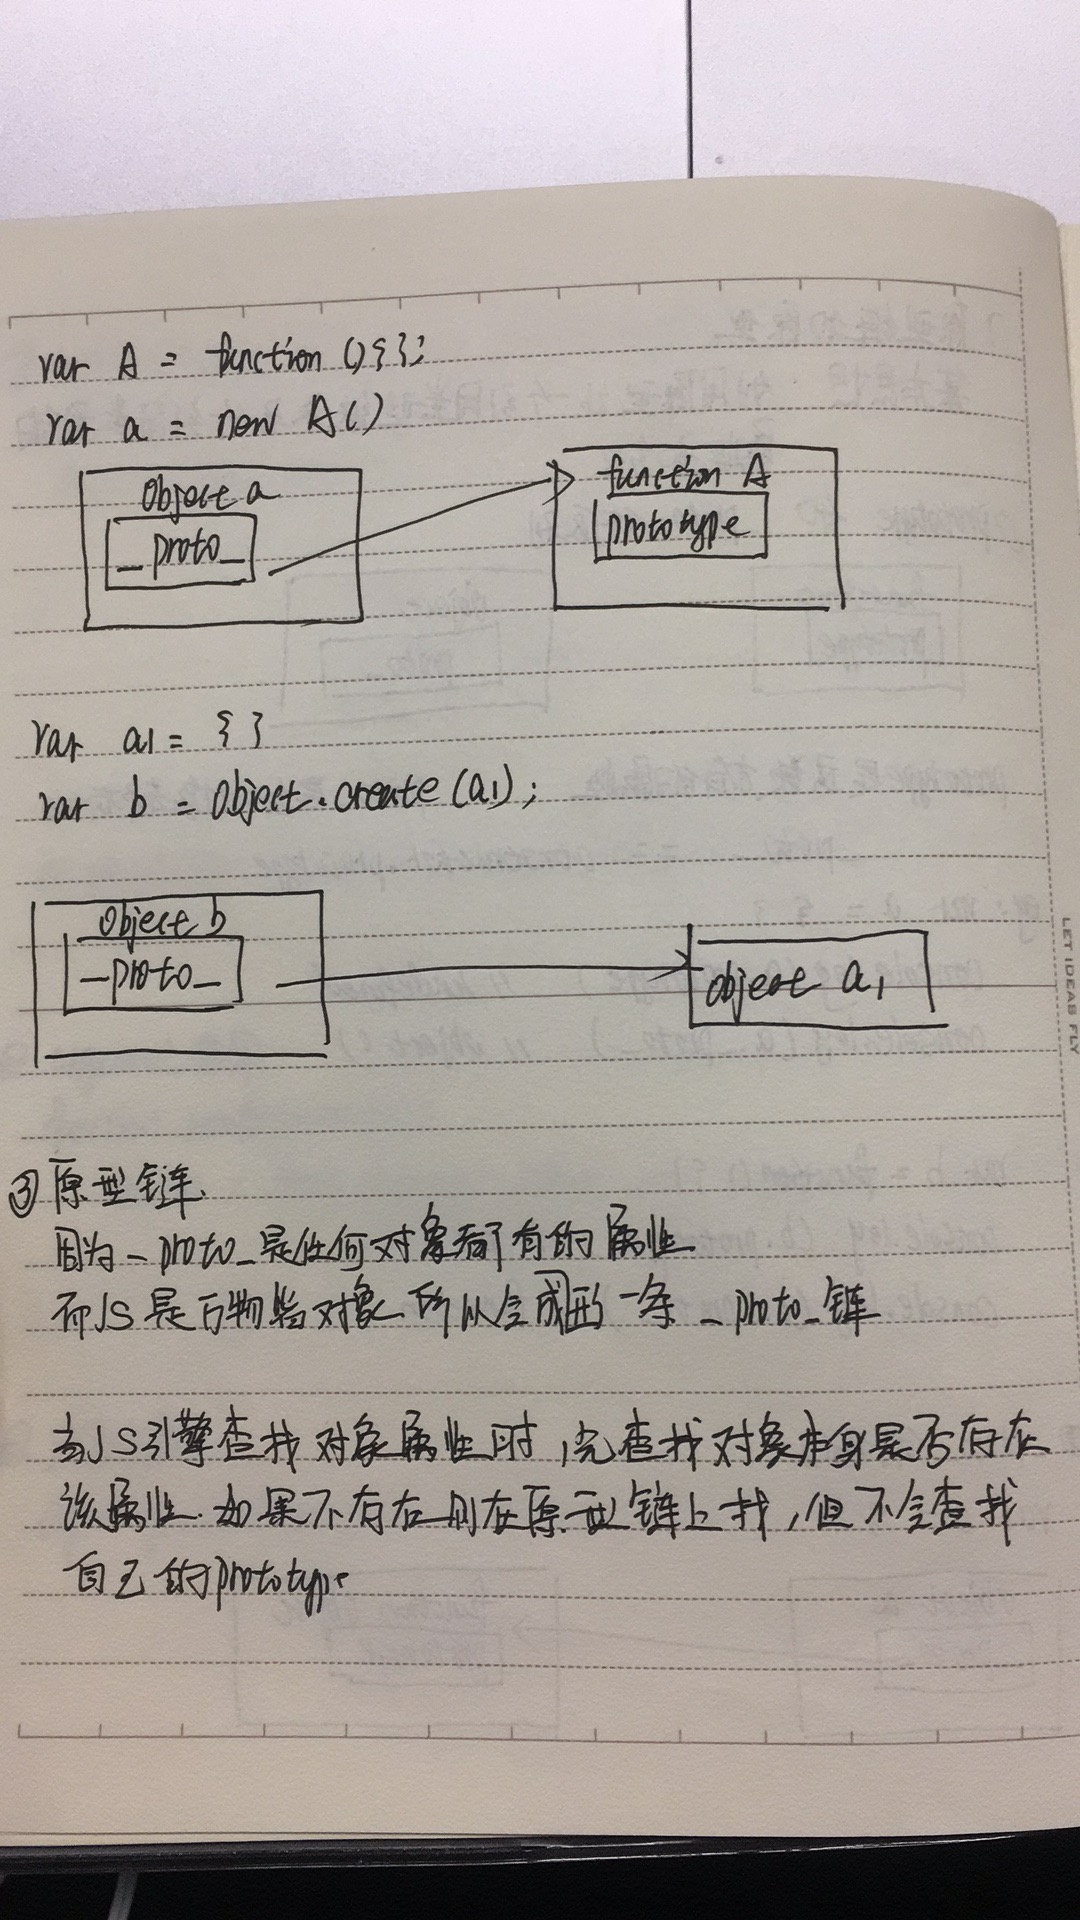 var A = function(){};
var a = new A()
Object a
_proto_
function A
prototype
var a1 = { }
var b = Object.create(a1);
Object b
_proto_
object a1
③原型链
因为_proto_是任何对象都有的属性
而JS是万物皆对象 所以会成形一条 _proto_链
当JS引擎查找对象属性时,先查找对象本身是否存在
该属性.如果不存在则在原型链上找,但不会查找
自己的prototype
LET IDEAS FLY